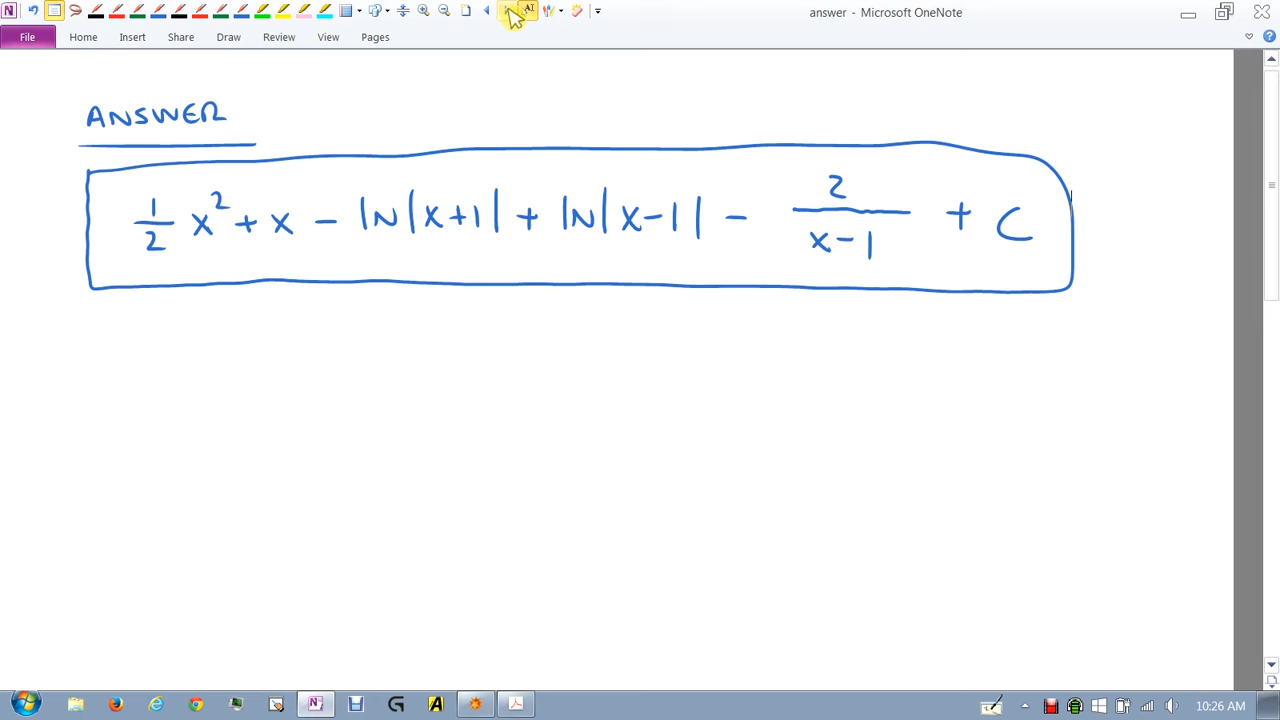 answer - Microsoft OneNote
File Home Insert Share Draw Review View Pages
ANSWER
1/2 x² + x - ln|x+1| + ln|x-1| - 2/(x-1) + C
10:26 AM